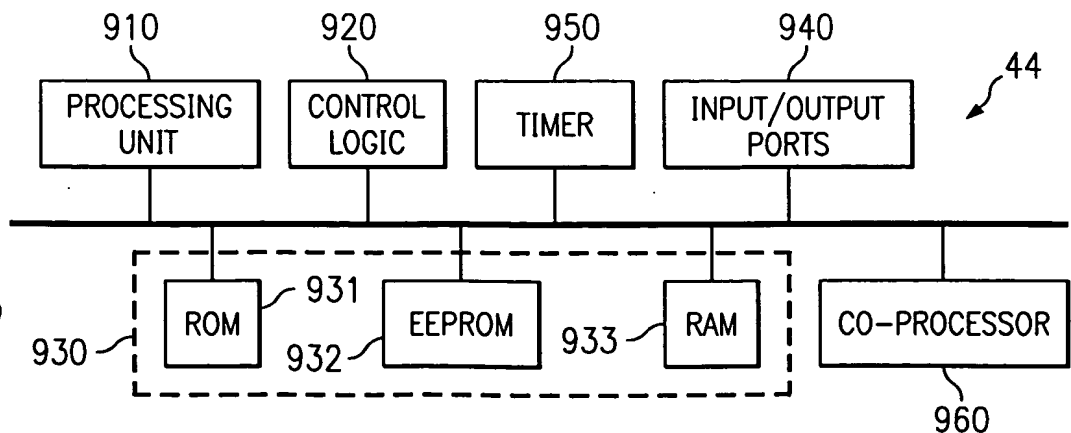 910
920
950
940
44
PROCESSING
UNIT
CONTROL
LOGIC
TIMER
INPUT/OUTPUT
PORTS
930
ROM
931
932
EEPROM
933
RAM
CO-PROCESSOR
960